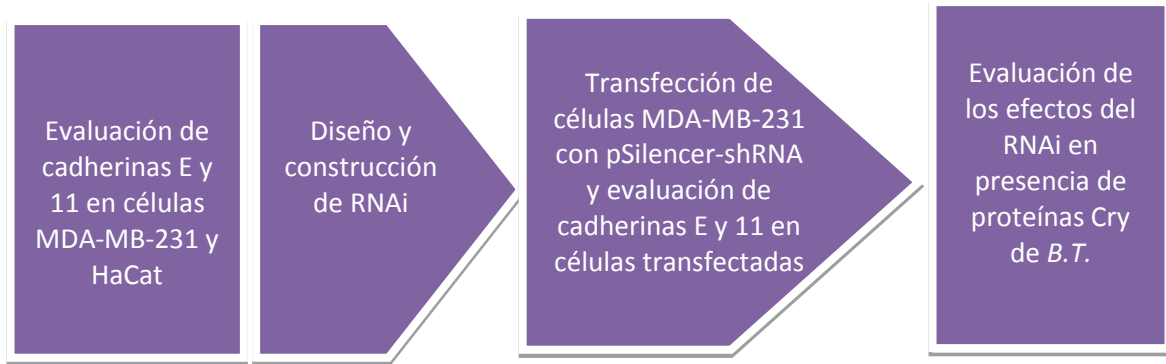 Evaluación de
cadherinas E y
11 en células
MDA-MB-231 y
HaCat
Diseño y
construcción
de RNAi
Transfección de
células MDA-MB-231
con pSilencer-shRNA
y evaluación de
cadherinas E y 11 en
células transfectadas
Evaluación de
los efectos del
RNAi en
presencia de
proteínas Cry
de B.T.